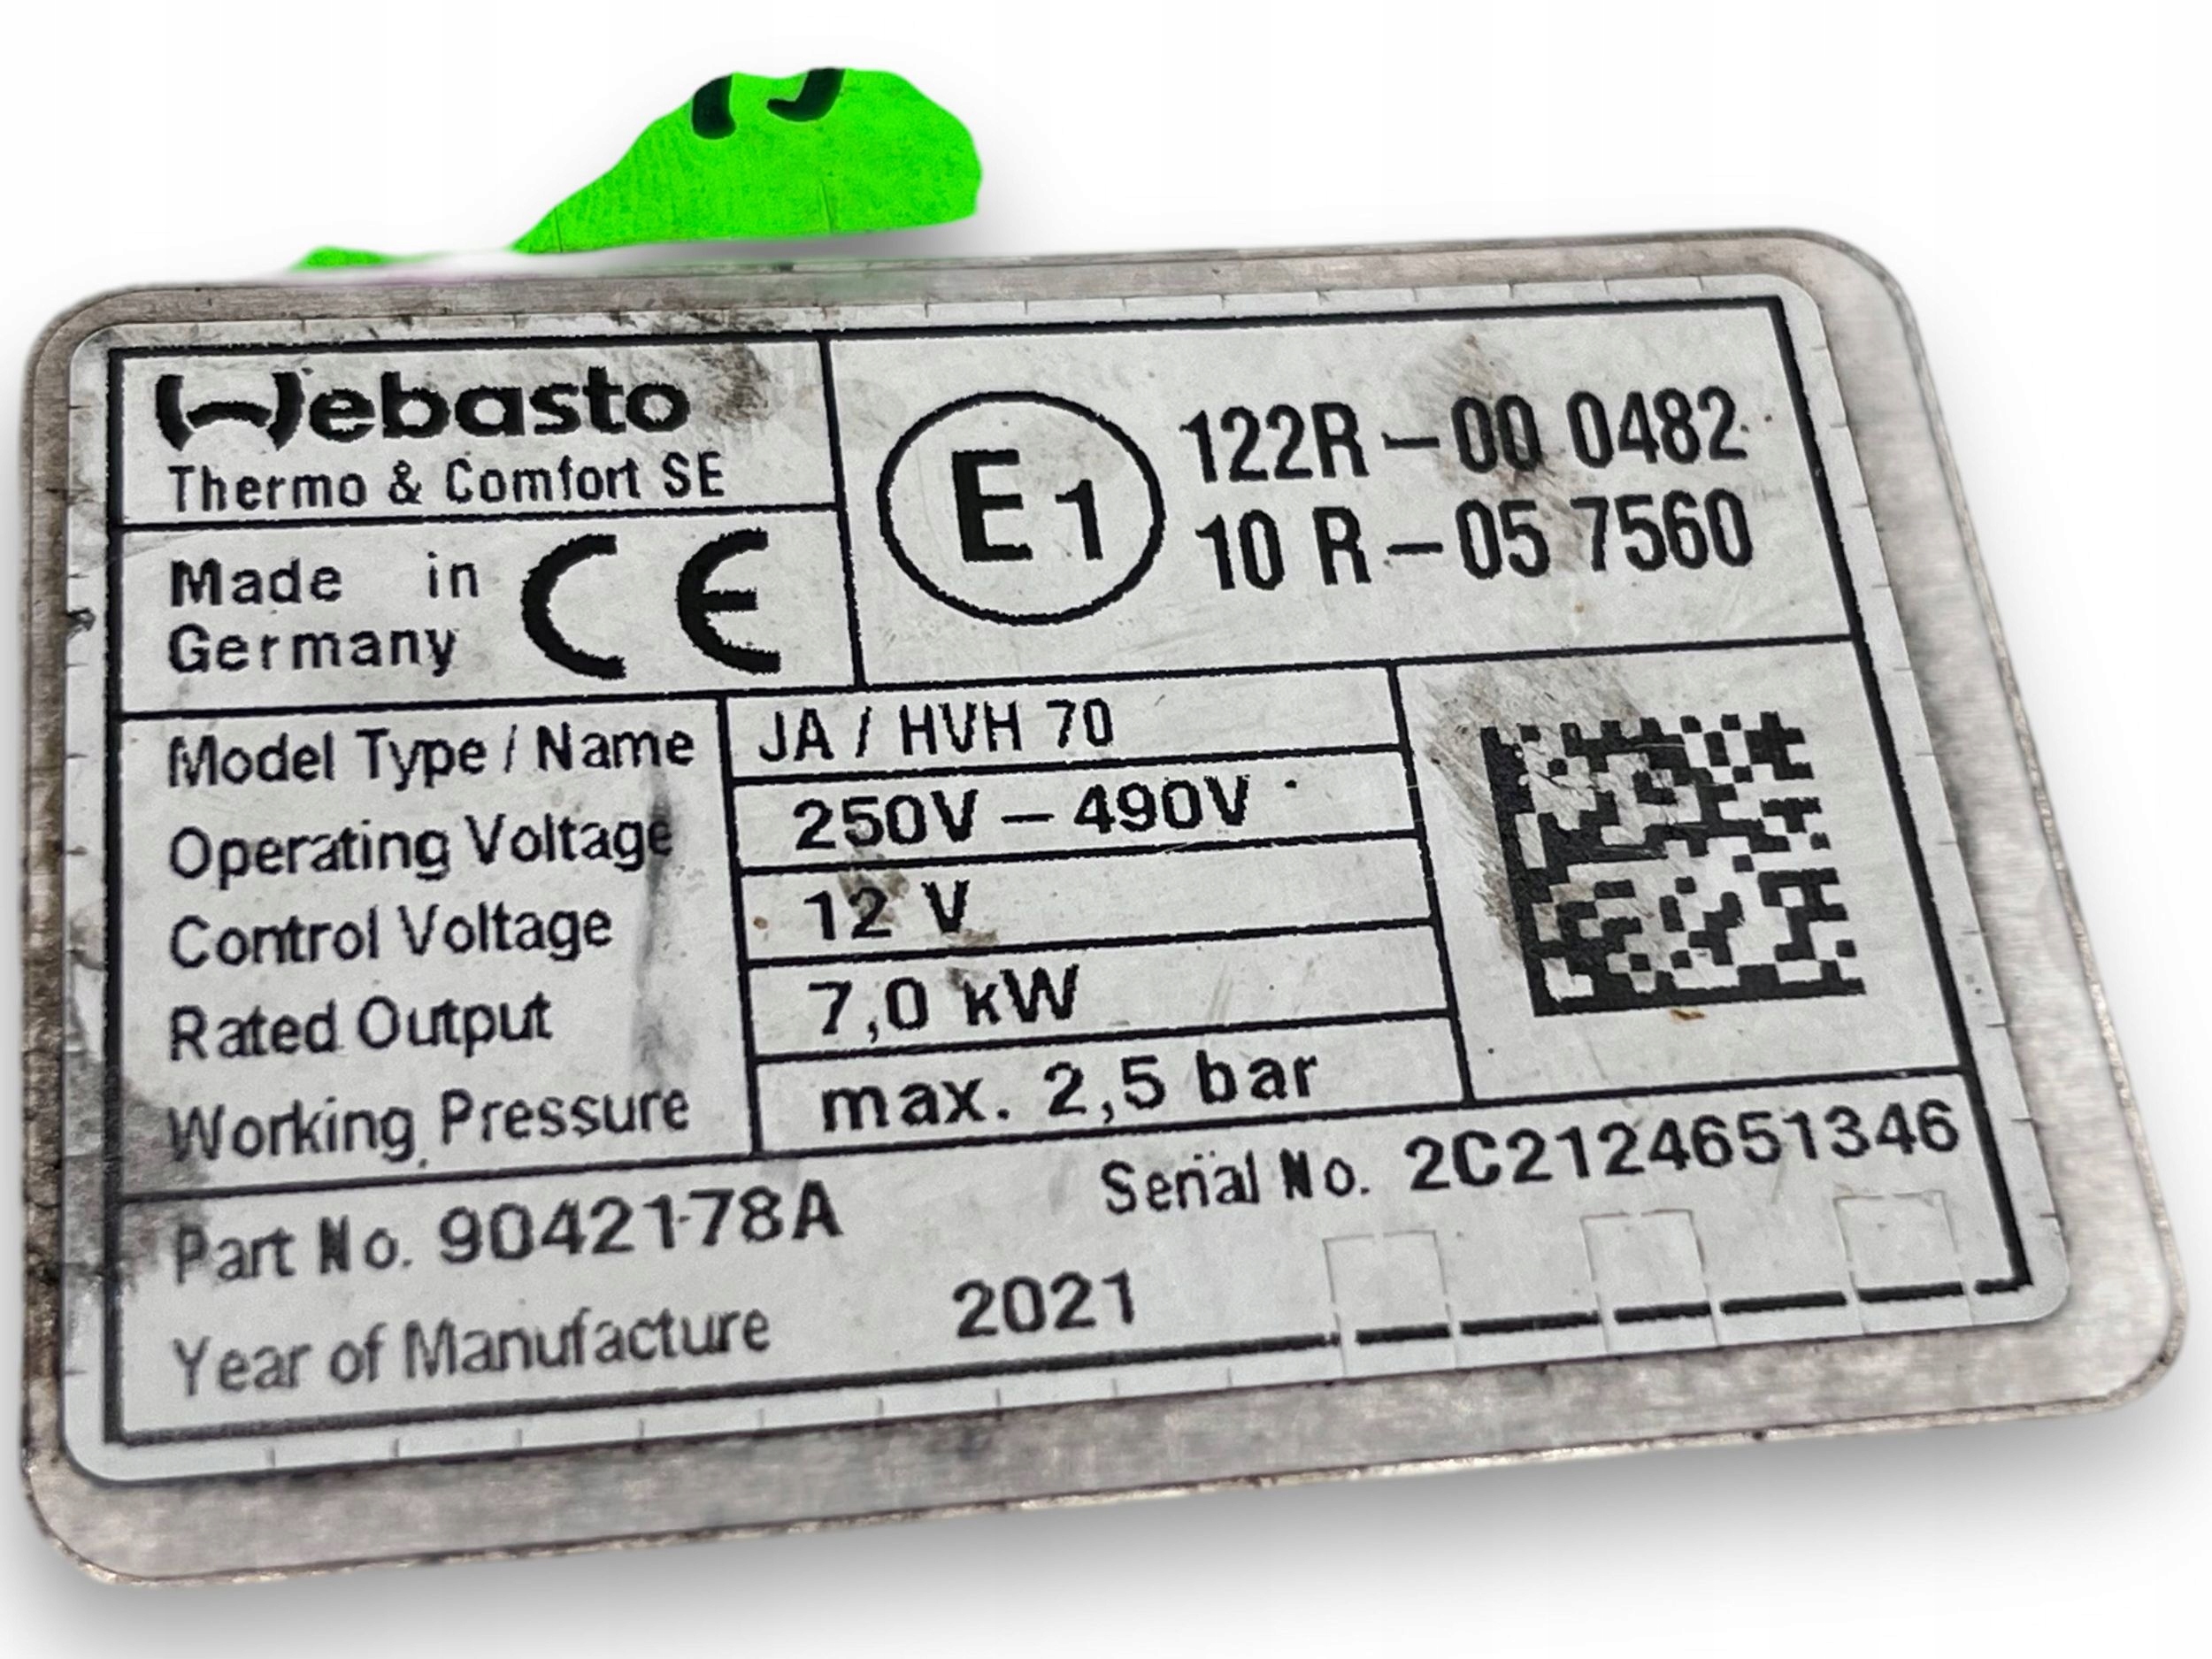 Webasto
Thermo & Comfort SE
Made in
Germany
CE
E1
122R – 00 0482
10 R – 05 7560
Model Type / Name JA / HVH 70
Operating Voltage 250V – 490V
Control Voltage 12 V
Rated Output 7,0 kW
Working Pressure max. 2,5 bar
Part No. 9042178A Serial No. 2C2124651346
Year of Manufacture 2021